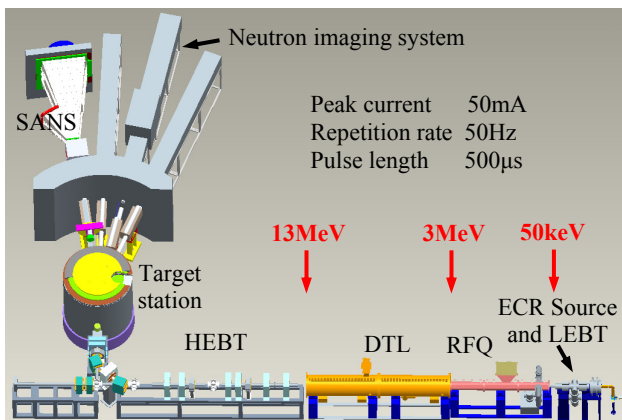 Neutron imaging system
SANS
Peak current 50mA
Repetition rate 50Hz
Pulse length 500μs
13MeV 3MeV 50keV
Target
station
ECR Source
and LEBT
HEBT DTL RFQ